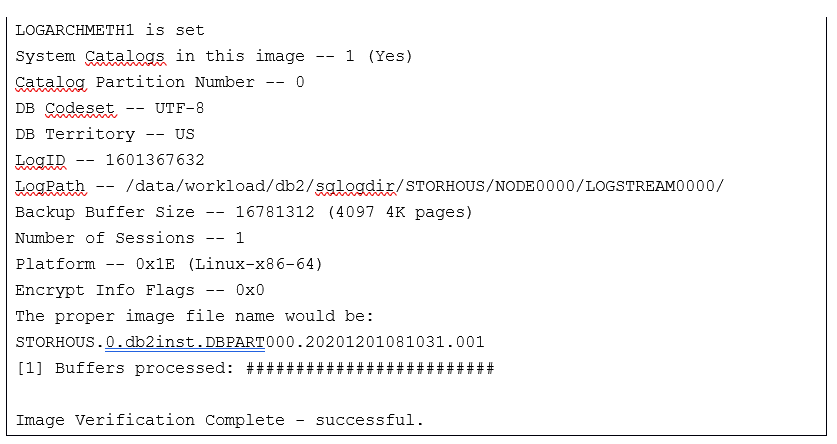 LOGARCHMETH1 is set
System Catalogs in this image -- 1 (Yes)
Catalog Partition Number -- 0
DB Codeset -- UTF-8
DB Territory -- US
LogID -- 1601367632
LogPath -- /data/workload/db2/sqlogdir/STORHOUS/NODE0000/LOGSTREAM0000/
Backup Buffer Size -- 16781312 (4097 4K pages)
Number of Sessions -- 1
Platform -- 0x1E (Linux-x86-64)
Encrypt Info Flags -- 0x0
The proper image file name would be:
STORHOUS.0.db2inst.DBPART000.20201201081031.001
[1] Buffers processed: #########################
Image Verification Complete - successful.